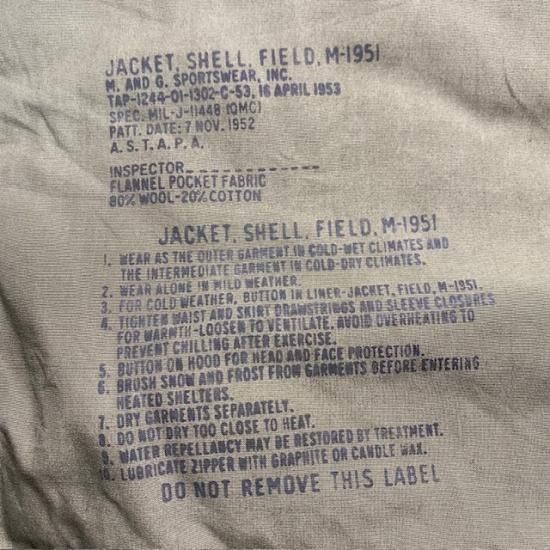 JACKET, SHELL, FIELD, M-1951
M. AND G. SPORTSWEAR, INC.
TAP-1244-01-1302-C-53, 16 APRIL 1953
SPEC. MIL-J-11448 (QMC)
PATT. DATE: 7 NOV. 1952
A. S. T. A. P. A.
INSPECTOR
FLANNEL POCKET FABRIC
80% WOOL-20% COTTON
JACKET, SHELL, FIELD, M-1951
1. WEAR AS THE OUTER GARMENT IN COLD-WET CLIMATES AND
THE INTERMEDIATE GARMENT IN COLD-DRY CLIMATES.
2. WEAR ALONE IN MILD WEATHER.
3. FOR COLD WEATHER, BUTTON IN LINER-JACKET, FIELD, M-1951.
4. TIGHTEN WAIST AND SKIRT DRAWSTRINGS AND SLEEVE CLOSURES
FOR WARMTH-LOOSEN TO VENTILATE. AVOID OVERHEATING TO
PREVENT CHILLING AFTER EXERCISE.
5. BUTTON ON HOOD FOR HEAD AND FACE PROTECTION.
6. BRUSH SNOW AND FROST FROM GARMENTS BEFORE ENTERING
HEATED SHELTERS.
7. DRY GARMENTS SEPARATELY.
8. DO NOT DRY TOO CLOSE TO HEAT.
9. WATER REPELLANCY MAY BE RESTORED BY TREATMENT.
10. LUBRICATE ZIPPER WITH GRAPHITE OR CANDLE WAX.
DO NOT REMOVE THIS LABEL